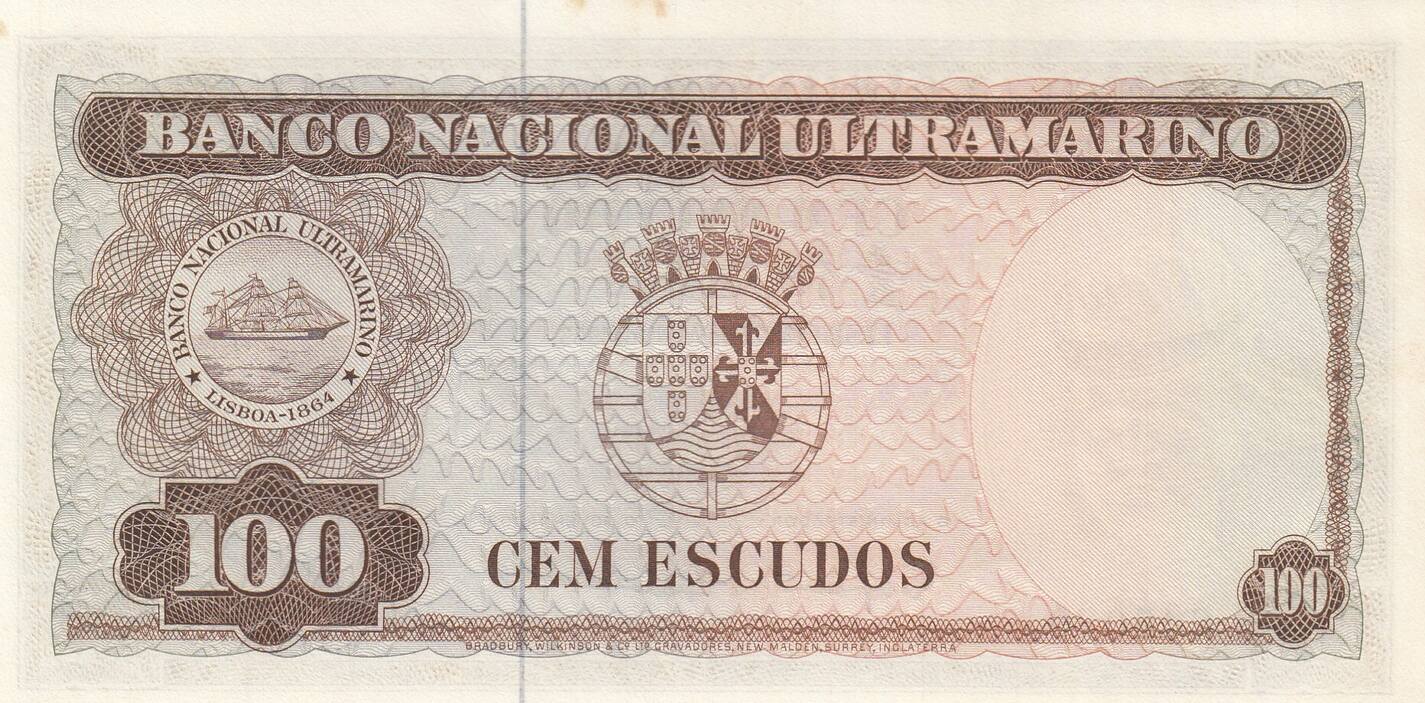 BANCO NACIONAL ULTRAMARINO
BANCO NACIONAL ULTRAMARINO
LISBOA-1864
100
CEM ESCUDOS
100
BRADBURY, WILKINSON & Cº LTD GRAVADORES, NEW MALDEN, SURREY, INGLATERRA